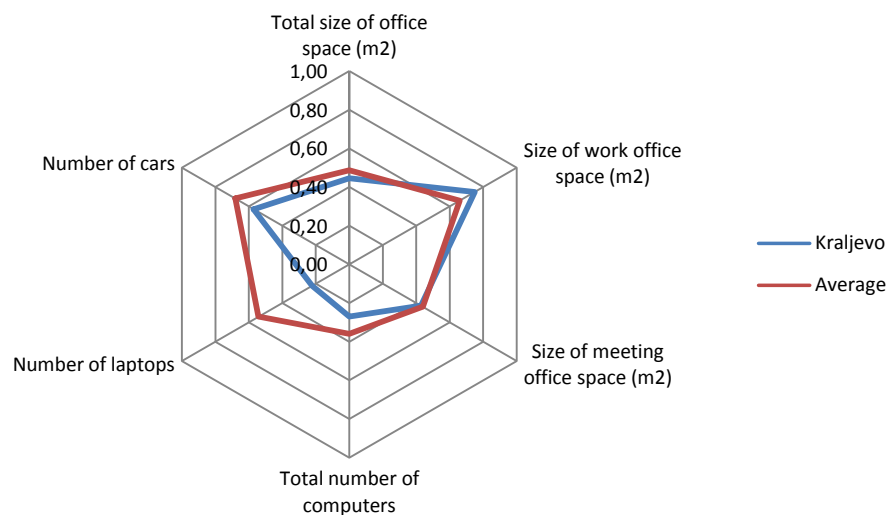 Total size of office
space (m2)
1,00
0,80
0,60
0,40
0,20
0,00
Size of work office
space (m2)
Size of meeting
office space (m2)
Total number of
computers
Number of laptops
Number of cars
Kraljevo
Average